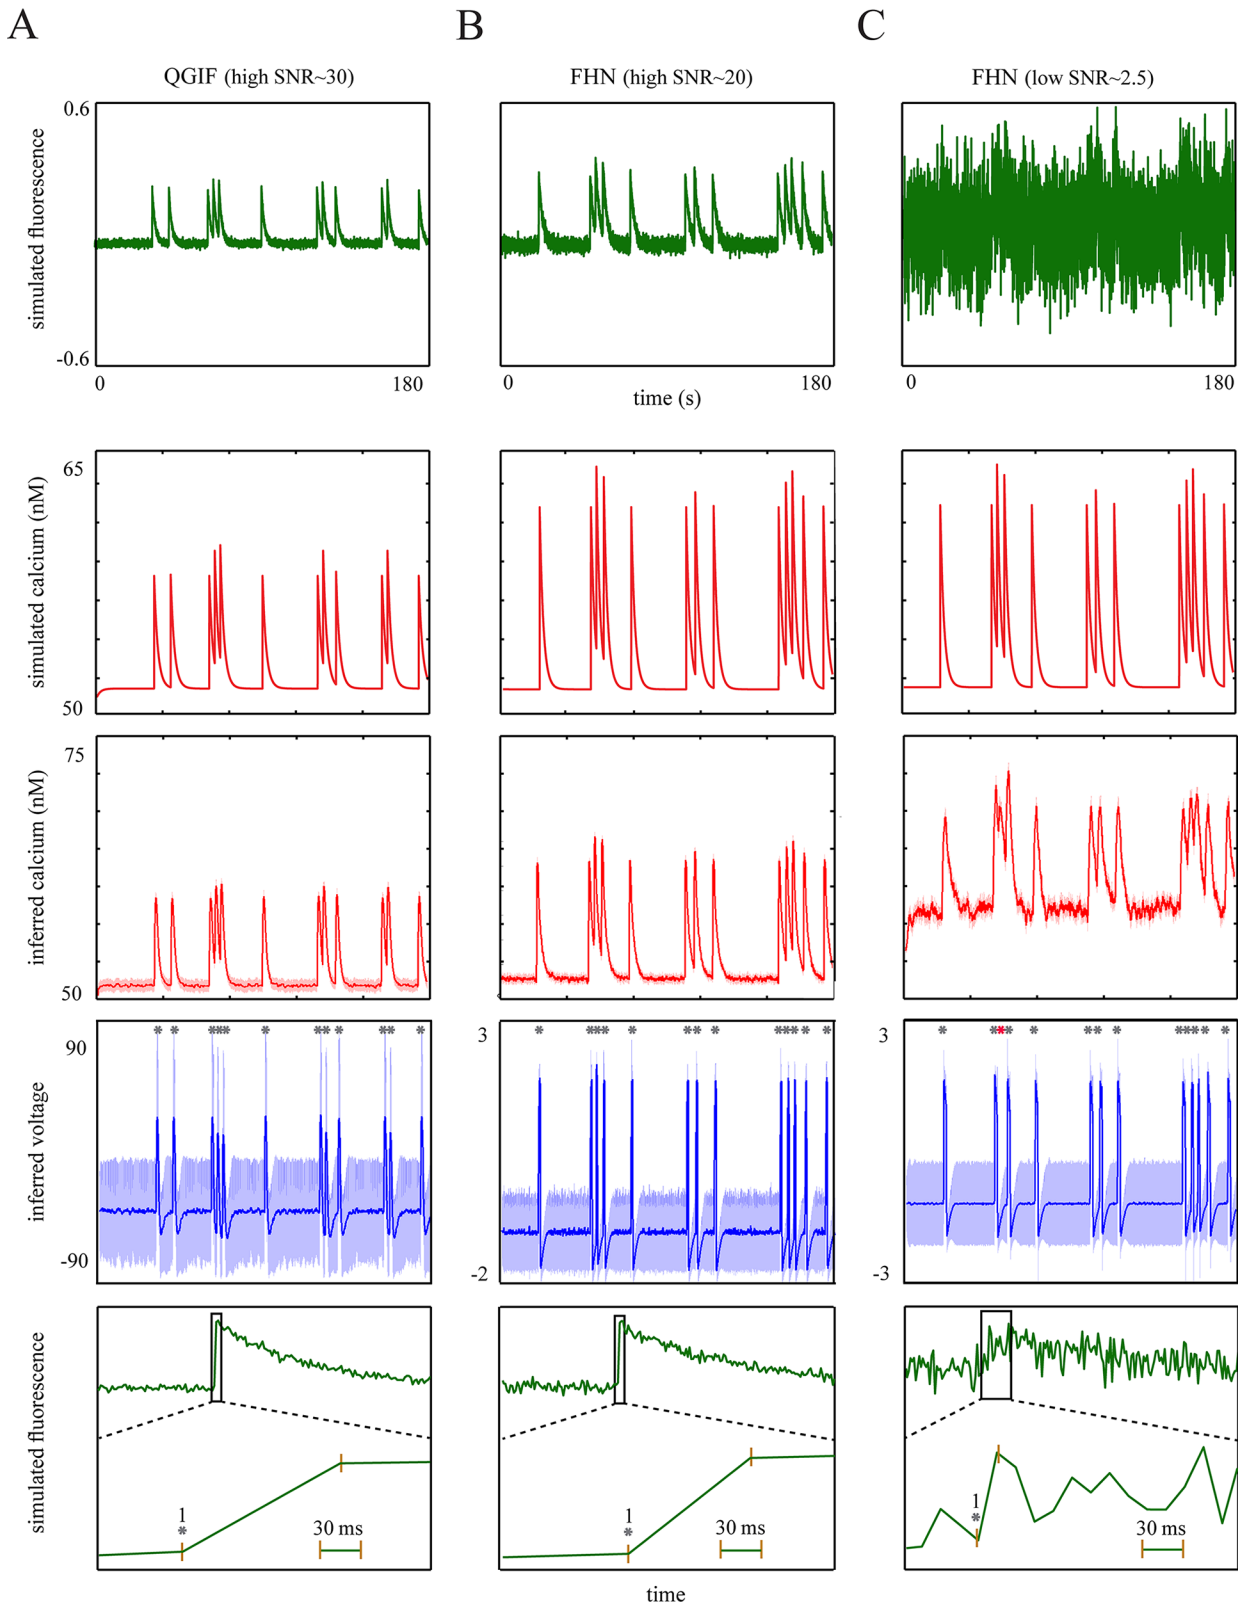 A
B
C
QGIF (high SNR~30)
FHN (high SNR~20)
FHN (low SNR~2.5)
simulated fluorescence
0.6
-0.6
0
180
0
180
0
180
time (s)
simulated calcium (nM)
65
50
inferred calcium (nM)
75
50
inferred voltage
90
-90
* * *** * ** * ** *
3
-2
* *** * ** * *** * *
3
-3
* *** * ** * *** * *
simulated fluorescence
1
*
30 ms
1
*
30 ms
1
*
30 ms
time